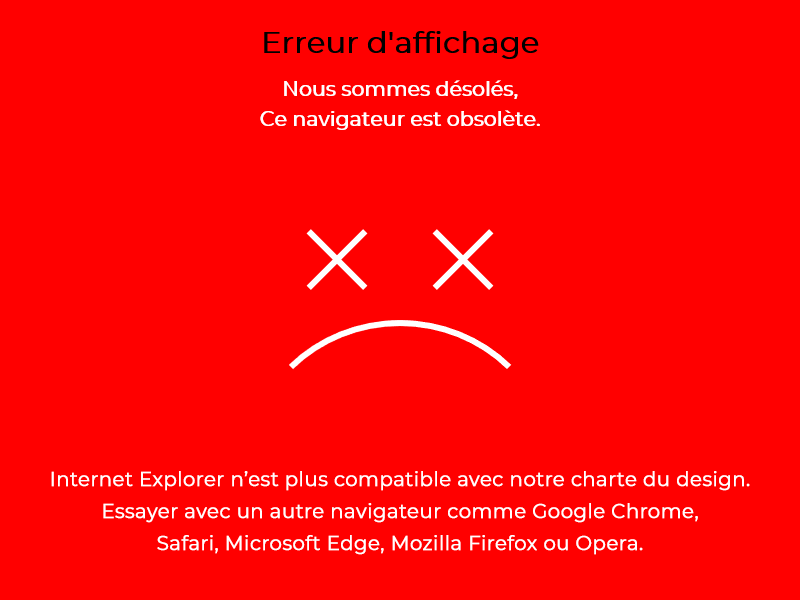 Erreur d'affichage
Nous sommes désolés,
Ce navigateur est obsolète.
Internet Explorer n’est plus compatible avec notre charte du design.
Essayer avec un autre navigateur comme Google Chrome,
Safari, Microsoft Edge, Mozilla Firefox ou Opera.